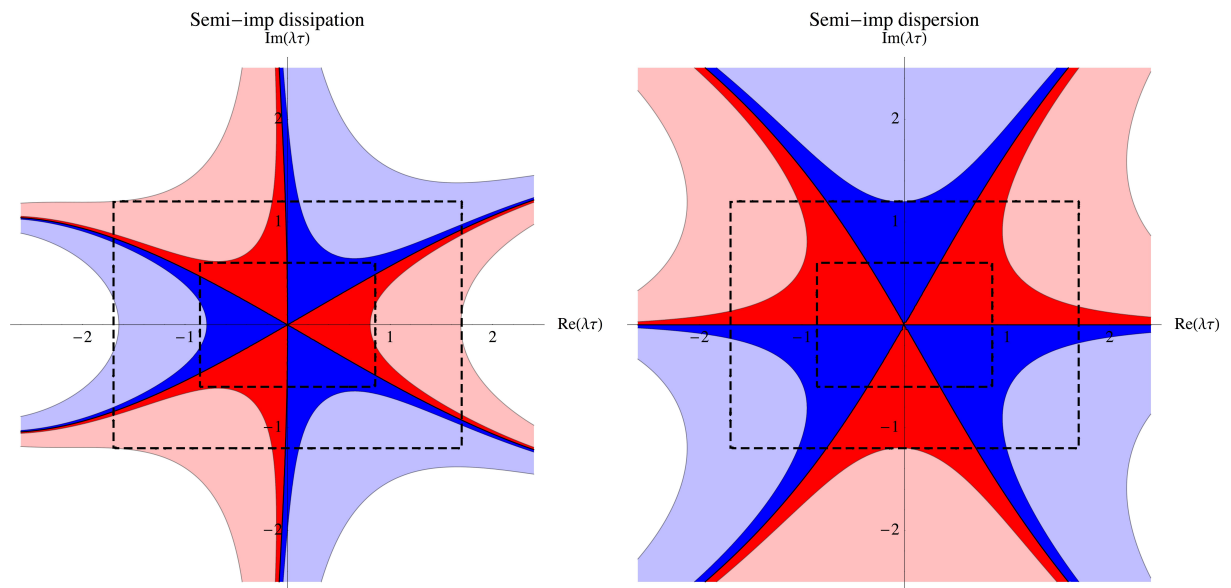 Semi−imp dissipation
Im(λτ)
2
1
−2
−1
1
2
Re(λτ)
−1
−2
Semi−imp dispersion
Im(λτ)
2
1
−2
−1
1
2
Re(λτ)
−1
−2